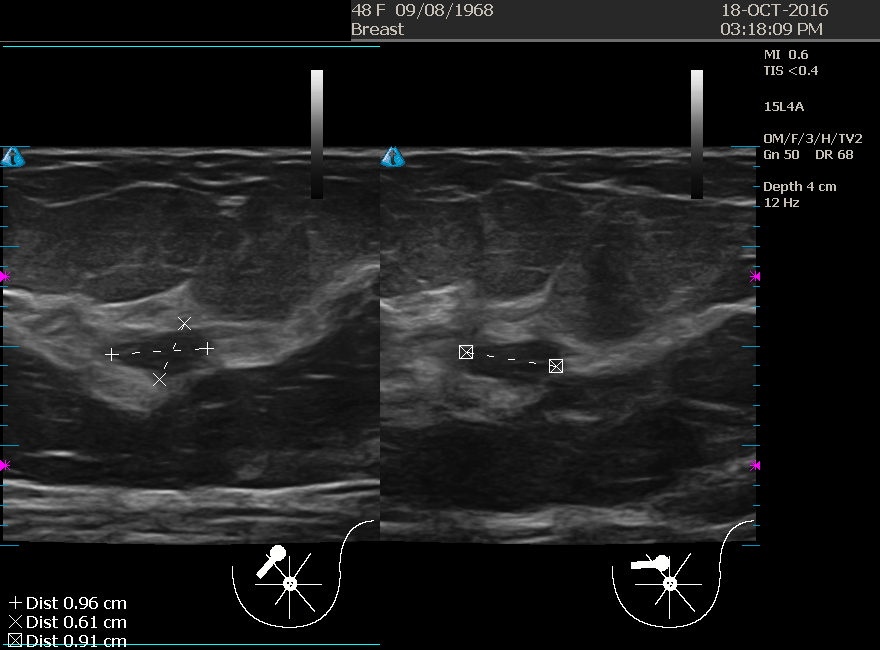 48 F 09/08/1968
18-OCT-2016
Breast
03:18:09 PM
MI 0.6
TIS <0.4
15L4A
OM/F/3/H/TV2
Gn 50 DR 68
Depth 4 cm
12 Hz
Dist 0.96 cm
Dist 0.61 cm
Dist 0.91 cm